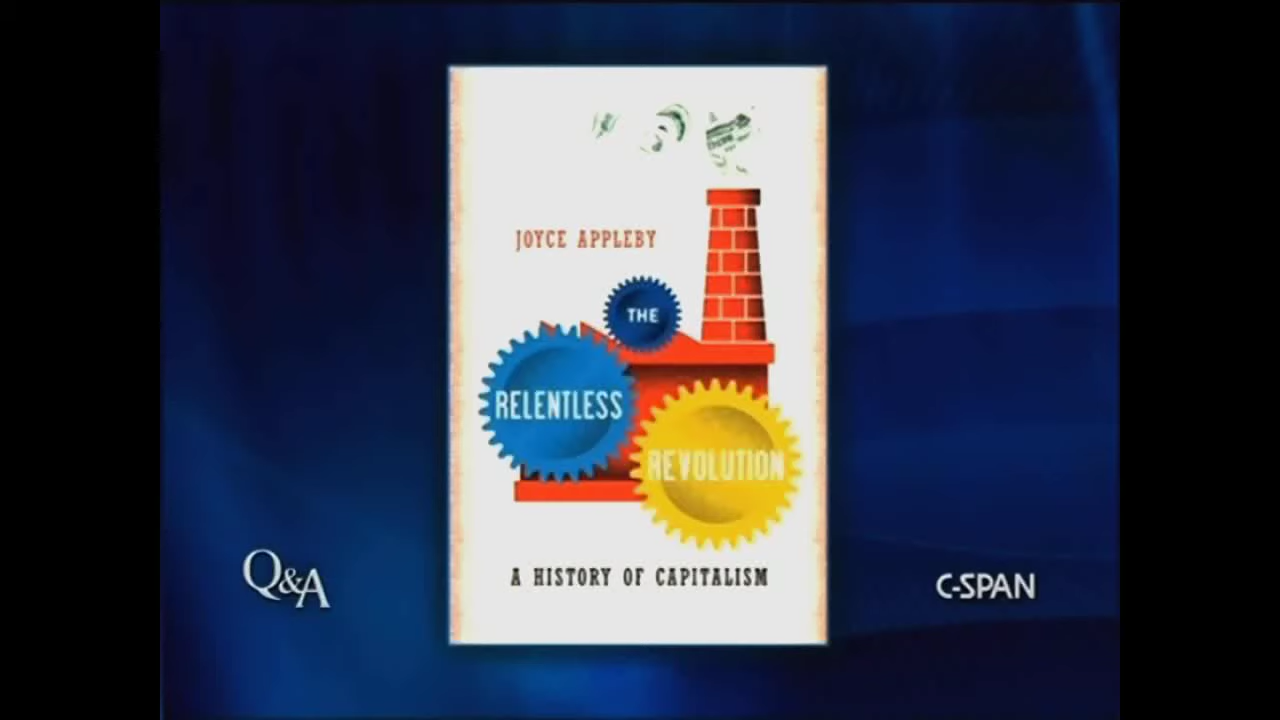 JOYCE APPLEBY
THE
RELENTLESS
REVOLUTION
A HISTORY OF CAPITALISM
Q&A
C-SPAN